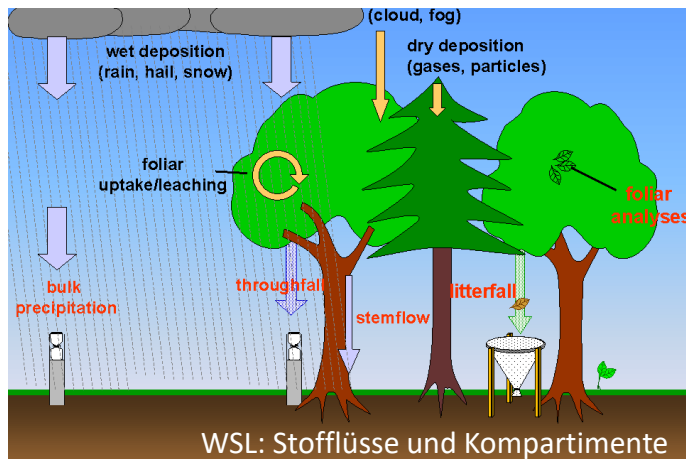 (cloud, fog)
wet deposition
(rain, hail, snow)
dry deposition
(gases, particles)
foliar
uptake/leaching
foliar
analyses
bulk
precipitation
throughfall
stemflow
litterfall
WSL: Stoffflüsse und Kompartimente